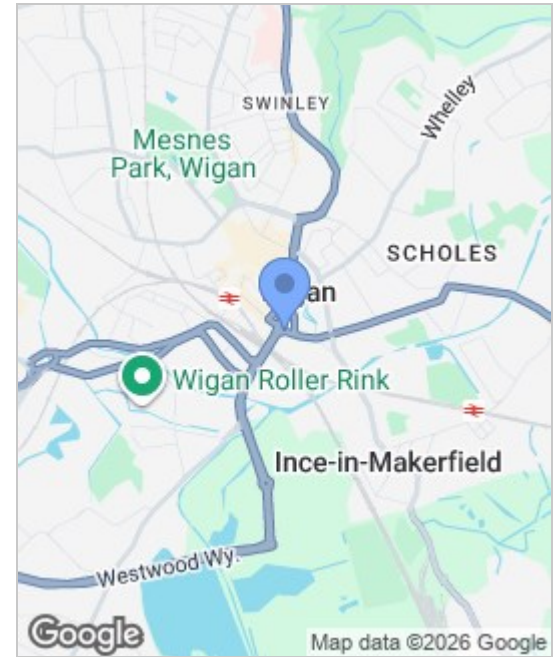 SWINLEY
Whelley
Mesnes
Park, Wigan
SCHOLES
Wigan Roller Rink
Ince-in-Makerfield
Westwood Wy.
Google
Map data ©2026 Google